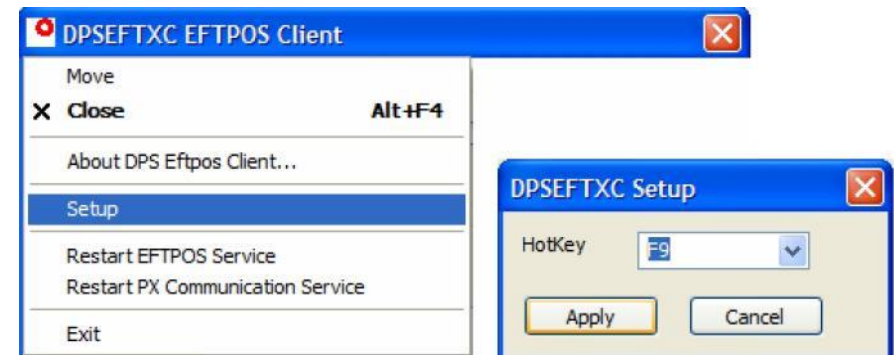 DPSEFTXC EFTPOS Client
Move
Close Alt+F4
About DPS Eftpos Client...
Setup
Restart EFTPOS Service
Restart PX Communication Service
Exit
DPSEFTXC Setup
HotKey F9
Apply Cancel